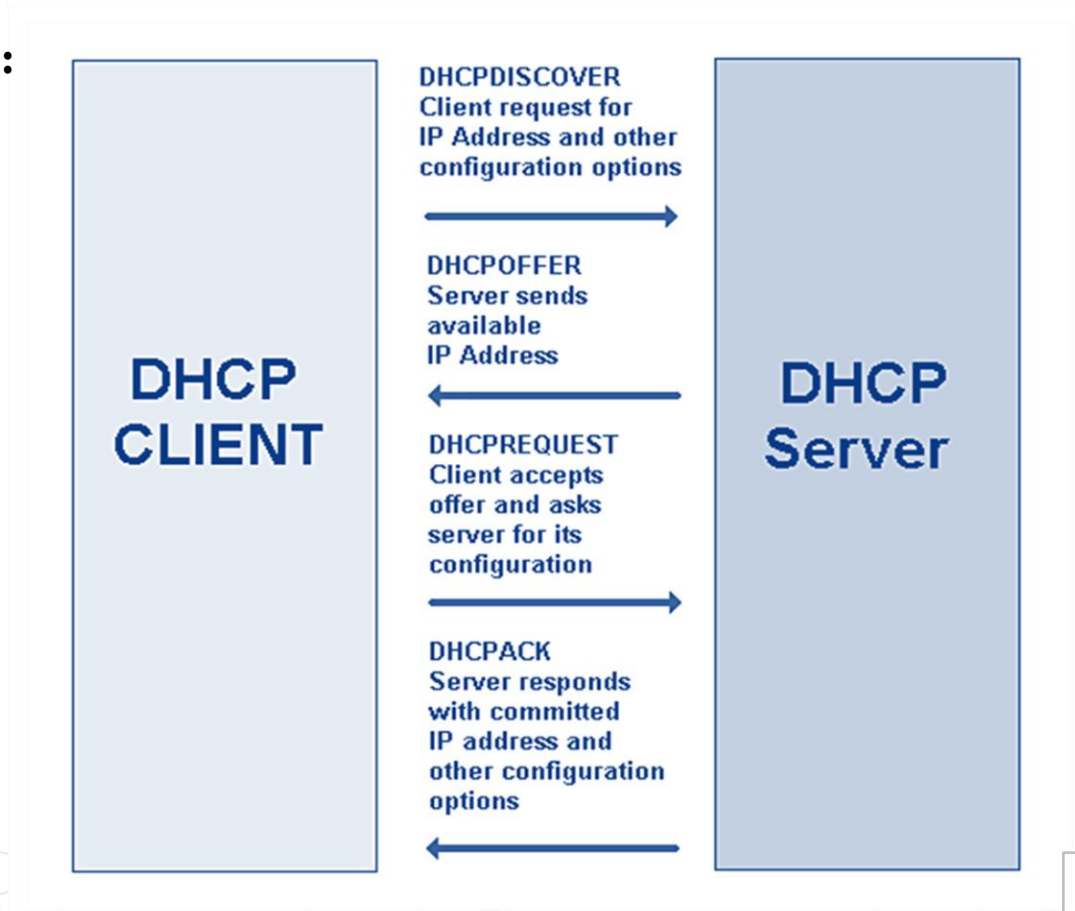 :
DHCPDISCOVER
Client request for
IP Address and other
configuration options
DHCPOFFER
Server sends
available
IP Address
DHCP
CLIENT
DHCP
Server
DHCPREQUEST
Client accepts
offer and asks
server for its
configuration
DHCPACK
Server responds
with committed
IP address and
other configuration
options